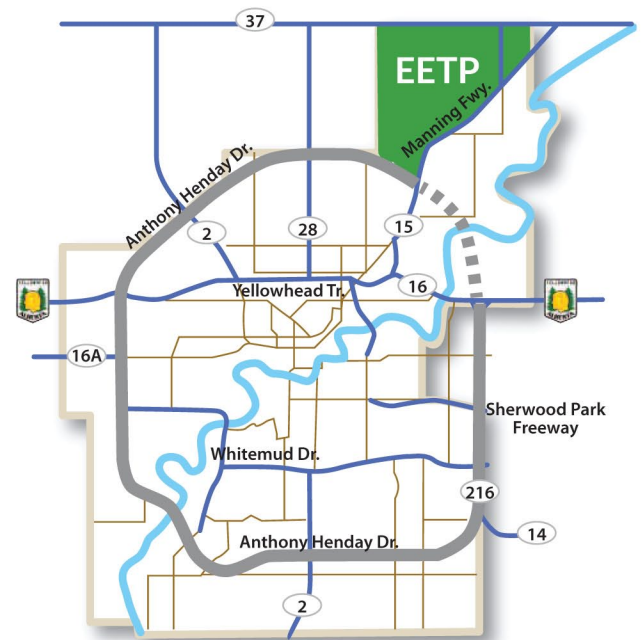 37
EETP
Manning Fwy.
Anthony Henday Dr.
2
28
15
16
Yellowhead Tr.
16A
Sherwood Park
Freeway
Whitemud Dr.
216
14
Anthony Henday Dr.
2